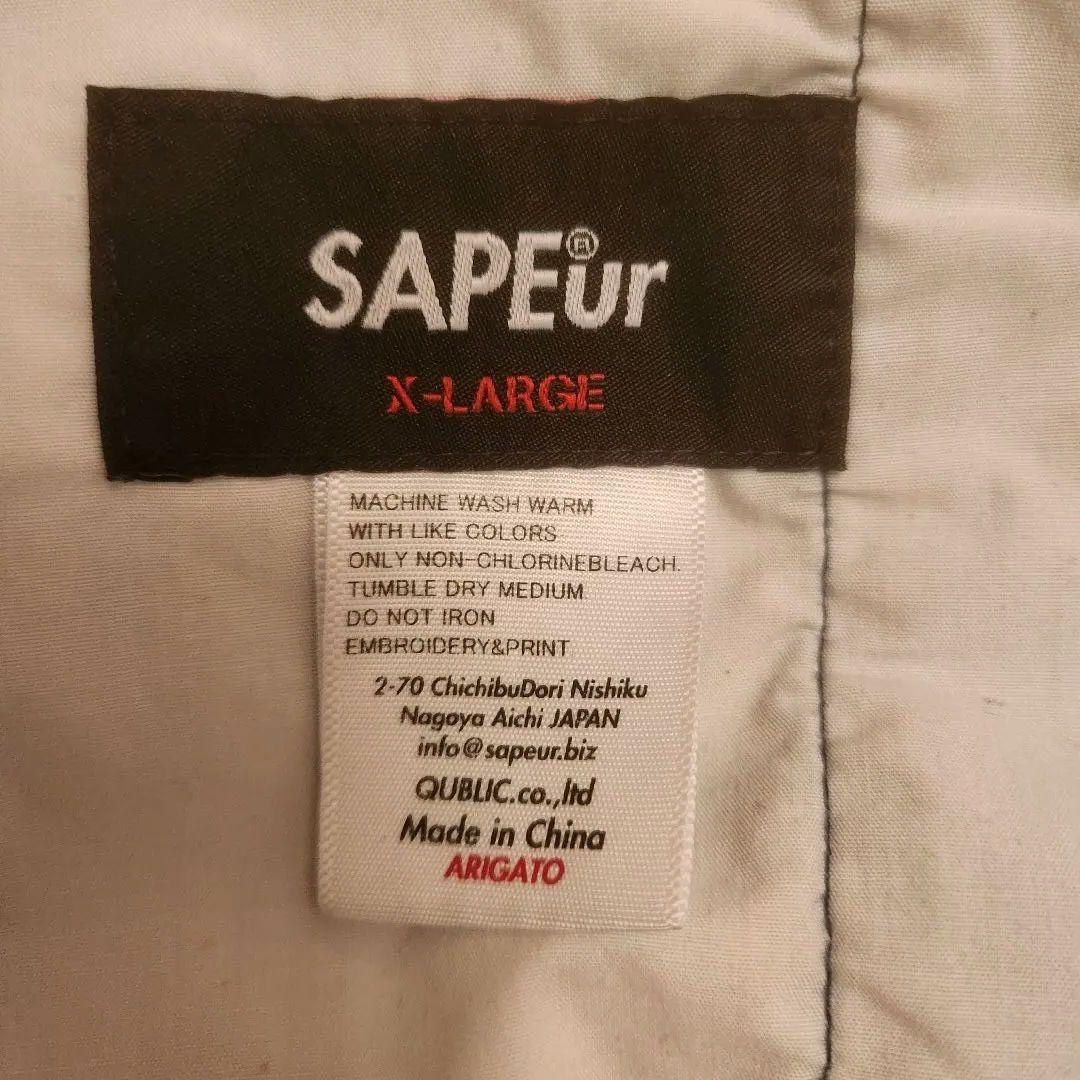 SAPEur®
X-LARGE
MACHINE WASH WARM
WITH LIKE COLORS
ONLY NON-CHLORINEBLEACH.
TUMBLE DRY MEDIUM
DO NOT IRON
EMBROIDERY&PRINT
2-70 ChichibuDori Nishiku
Nagoya Aichi JAPAN
info@sapeur.biz
QUBLIC.co.,ltd
Made in China
ARIGATO